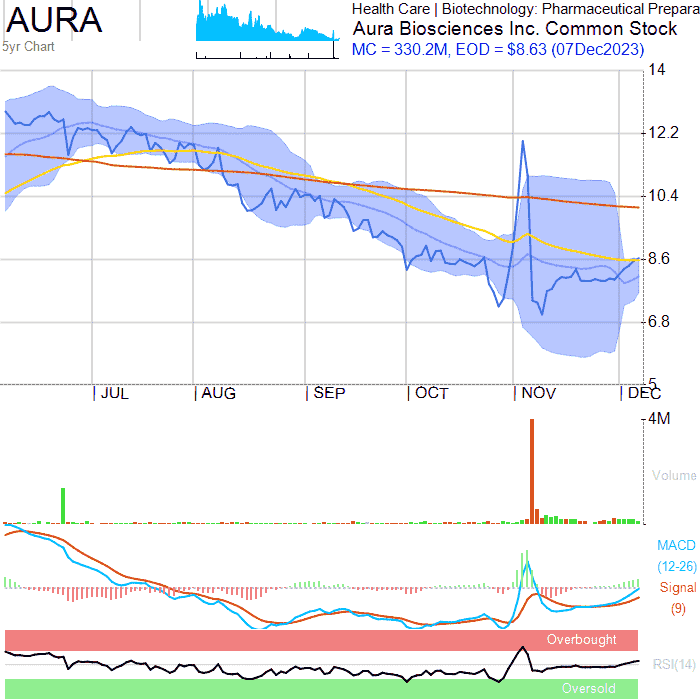 AURA
5yr Chart
Health Care | Biotechnology: Pharmaceutical Prepara
Aura Biosciences Inc. Common Stock
MC = 330.2M, EOD = $8.63 (07Dec2023)
14
12.2
10.4
8.6
6.8
5
JUL
AUG
SEP
OCT
NOV
DEC
4M
Volume
MACD
(12-26)
Signal
(9)
Overbought
RSI(14)
Oversold